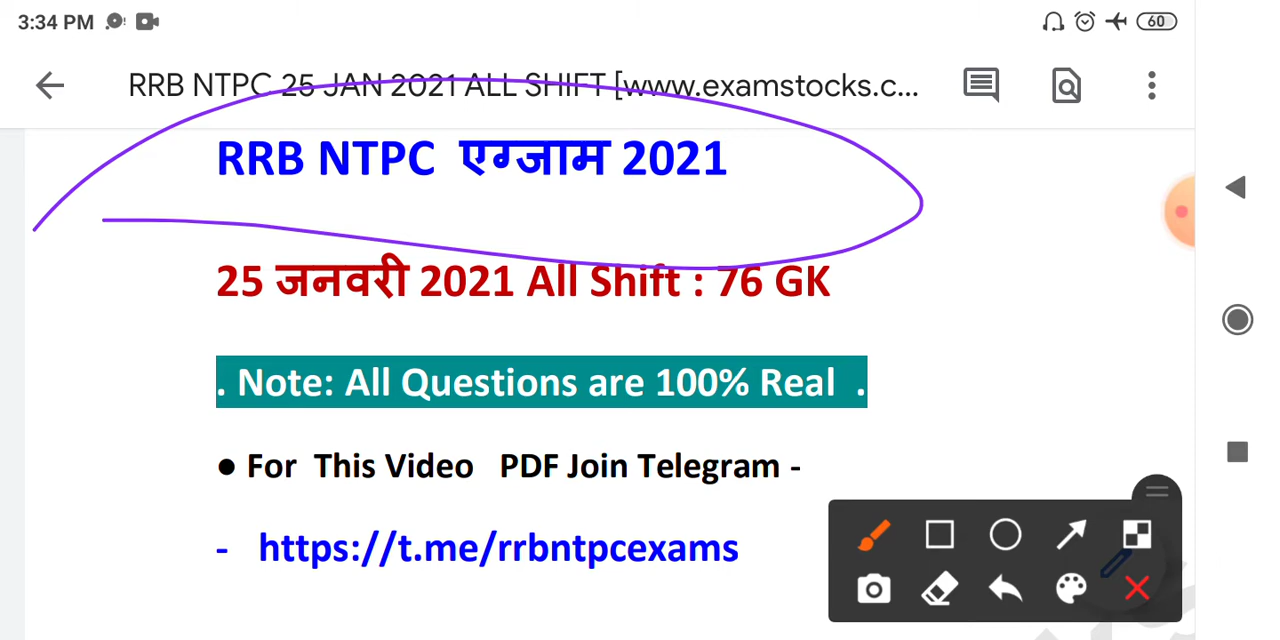 3:34 PM
60
RRB NTPC 25 JAN 2021 ALL SHIFT [www.examstocks.c...
RRB NTPC एग्जाम 2021
25 जनवरी 2021 All Shift : 76 GK
. Note: All Questions are 100% Real .
● For This Video PDF Join Telegram -
- https://t.me/rrbntpcexams